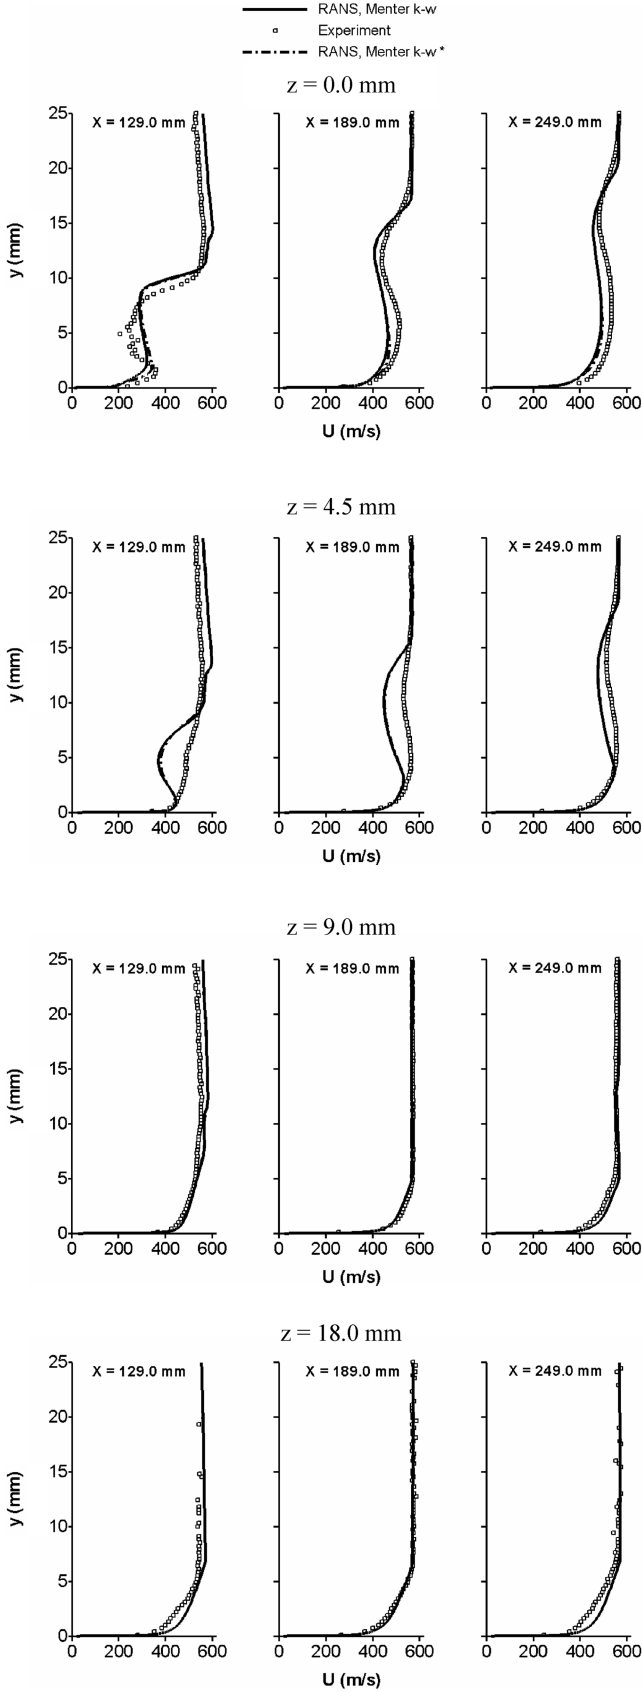 RANS, Menter k-w
Experiment
RANS, Menter k-w*
z = 0.0 mm
X = 129.0 mm
X = 189.0 mm
X = 249.0 mm
25
20
15
10
5
0
y (mm)
0 200 400 600
0 200 400 600
0 200 400 600
U (m/s)
z = 4.5 mm
X = 129.0 mm
X = 189.0 mm
X = 249.0 mm
25
20
15
10
5
0
y (mm)
0 200 400 600
0 200 400 600
0 200 400 600
U (m/s)
z = 9.0 mm
X = 129.0 mm
X = 189.0 mm
X = 249.0 mm
25
20
15
10
5
0
y (mm)
0 200 400 600
0 200 400 600
0 200 400 600
U (m/s)
z = 18.0 mm
X = 129.0 mm
X = 189.0 mm
X = 249.0 mm
25
20
15
10
5
0
y (mm)
0 200 400 600
0 200 400 600
0 200 400 600
U (m/s)